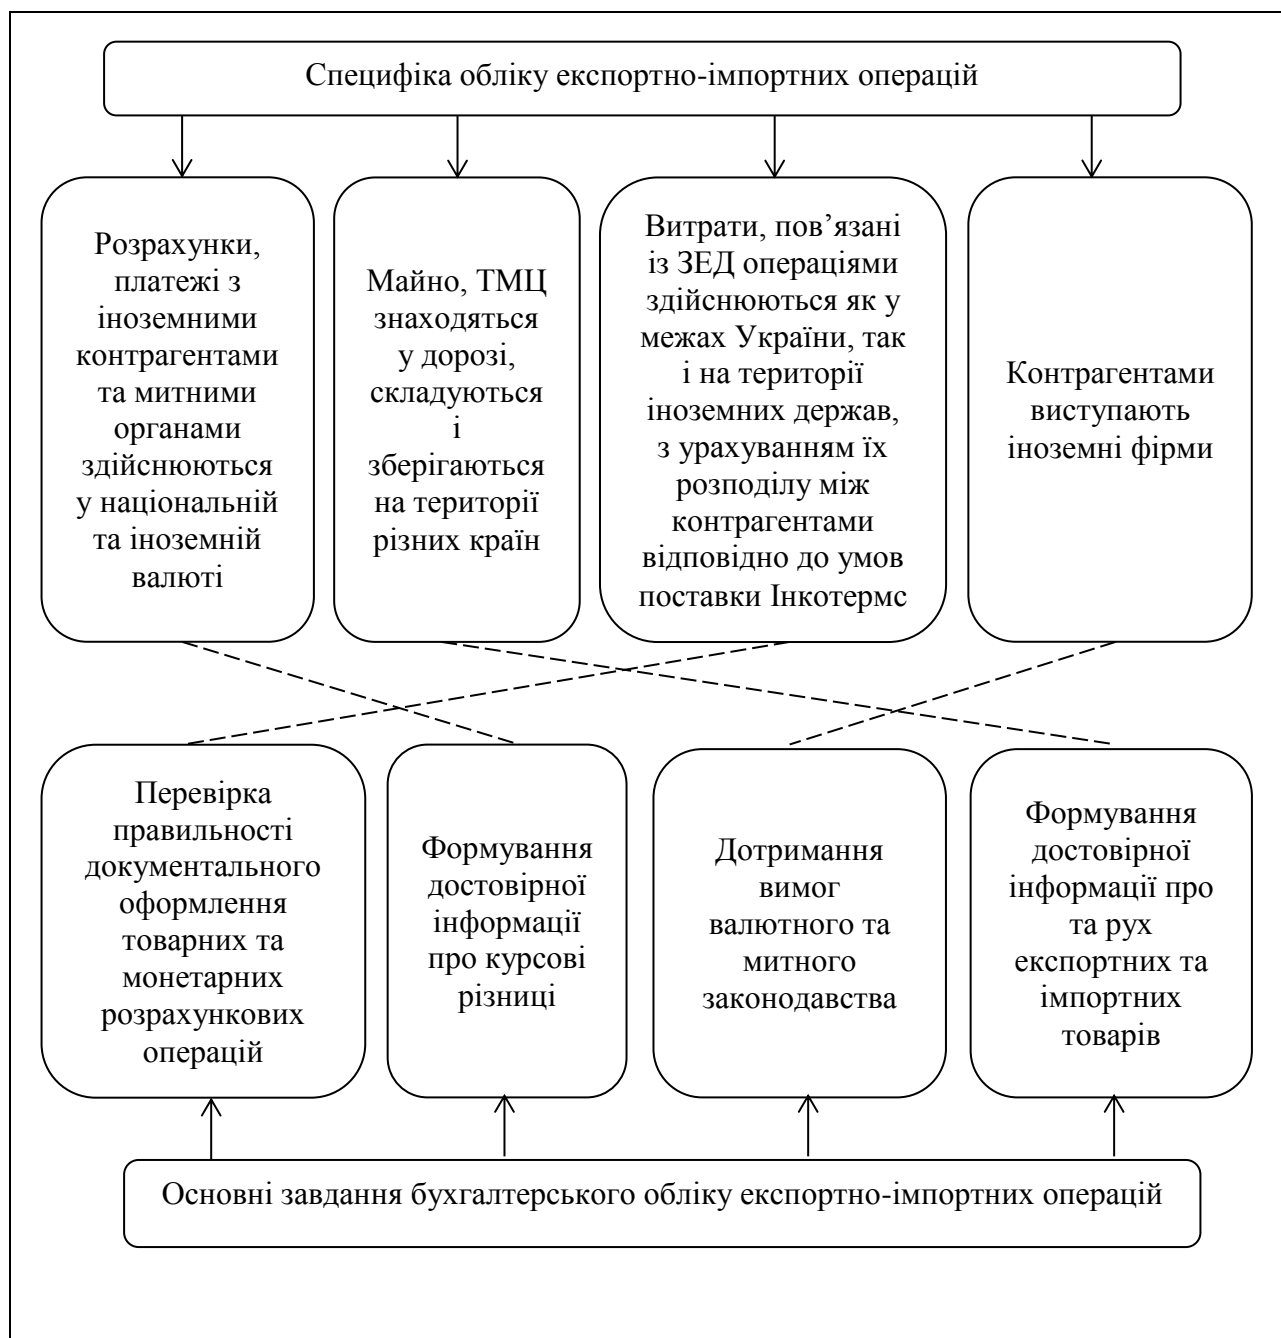 Специфіка обліку експортно-імпортних операцій
Розрахунки,
платежі з
іноземними
контрагентами
та митними
органами
здійснюються
у національній
та іноземній
валюті
Майно, ТМЦ
знаходяться
у дорозі,
складуються
і
зберігаються
на території
різних країн
Витрати, пов’язані
із ЗЕД операціями
здійснюються як у
межах України, так
і на території
іноземних держав,
з урахуванням їх
розподілу між
контрагентами
відповідно до умов
поставки Інкотермс
Контрагентами
виступають
іноземні фірми
Перевірка
правильності
документального
оформлення
товарних та
монетарних
розрахункових
операцій
Формування
достовірної
інформації
про курсові
різниці
Дотримання
вимог
валютного та
митного
законодавства
Формування
достовірної
інформації про
та рух
експортних та
імпортних
товарів
Основні завдання бухгалтерського обліку експортно-імпортних операцій